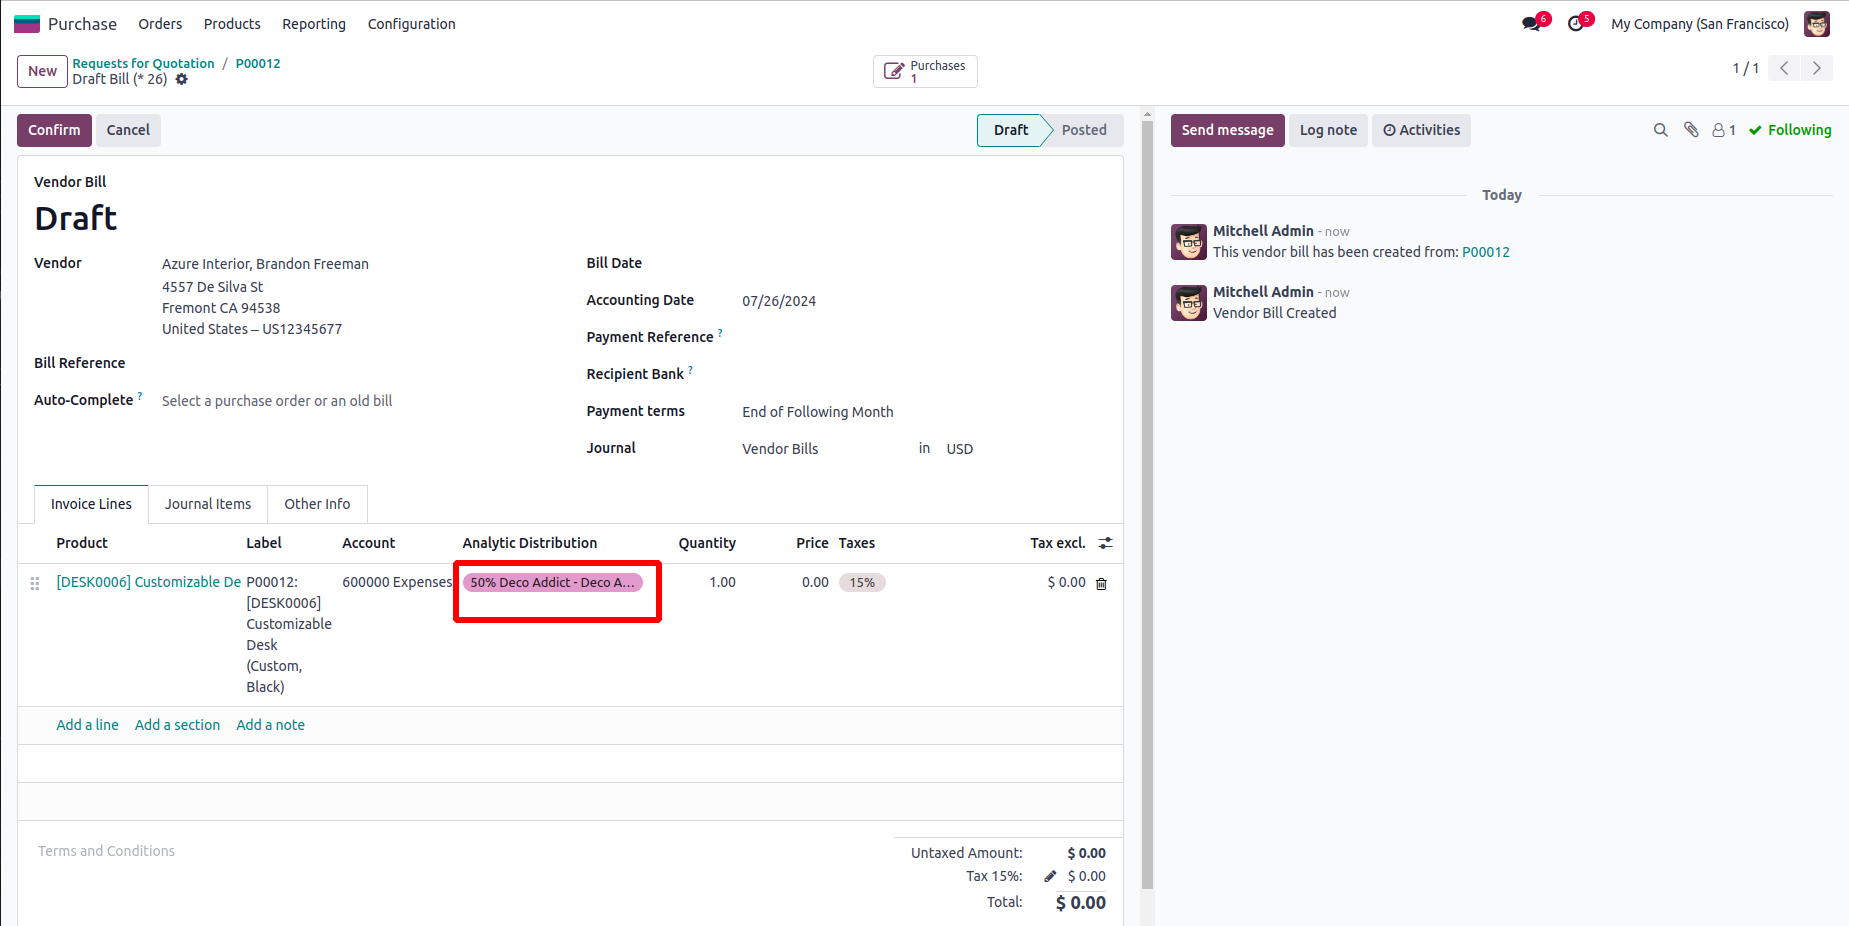 Purchase Orders Products Reporting Configuration 6 5 My Company (San Francisco)
New Requests for Quotation / P00012
Draft Bill (* 26)
Purchases
1
1 / 1
Confirm Cancel Draft Posted
Send message Log note Activities 1 Following
Vendor Bill
Draft
Vendor Azure Interior, Brandon Freeman
4557 De Silva St
Fremont CA 94538
United States – US12345677
Bill Reference
Auto-Complete ? Select a purchase order or an old bill
Bill Date
Accounting Date 07/26/2024
Payment Reference ?
Recipient Bank ?
Payment terms End of Following Month
Journal Vendor Bills in USD
Today
Mitchell Admin - now
This vendor bill has been created from: P00012
Mitchell Admin - now
Vendor Bill Created
Invoice Lines Journal Items Other Info
Product Label Account Analytic Distribution Quantity Price Taxes Tax excl.
[DESK0006] Customizable De P00012: 600000 Expenses 50% Deco Addict - Deco A... 1.00 0.00 15% $ 0.00
[DESK0006]
Customizable
Desk
(Custom,
Black)
Add a line Add a section Add a note
Terms and Conditions
Untaxed Amount: $ 0.00
Tax 15%: $ 0.00
Total: $ 0.00